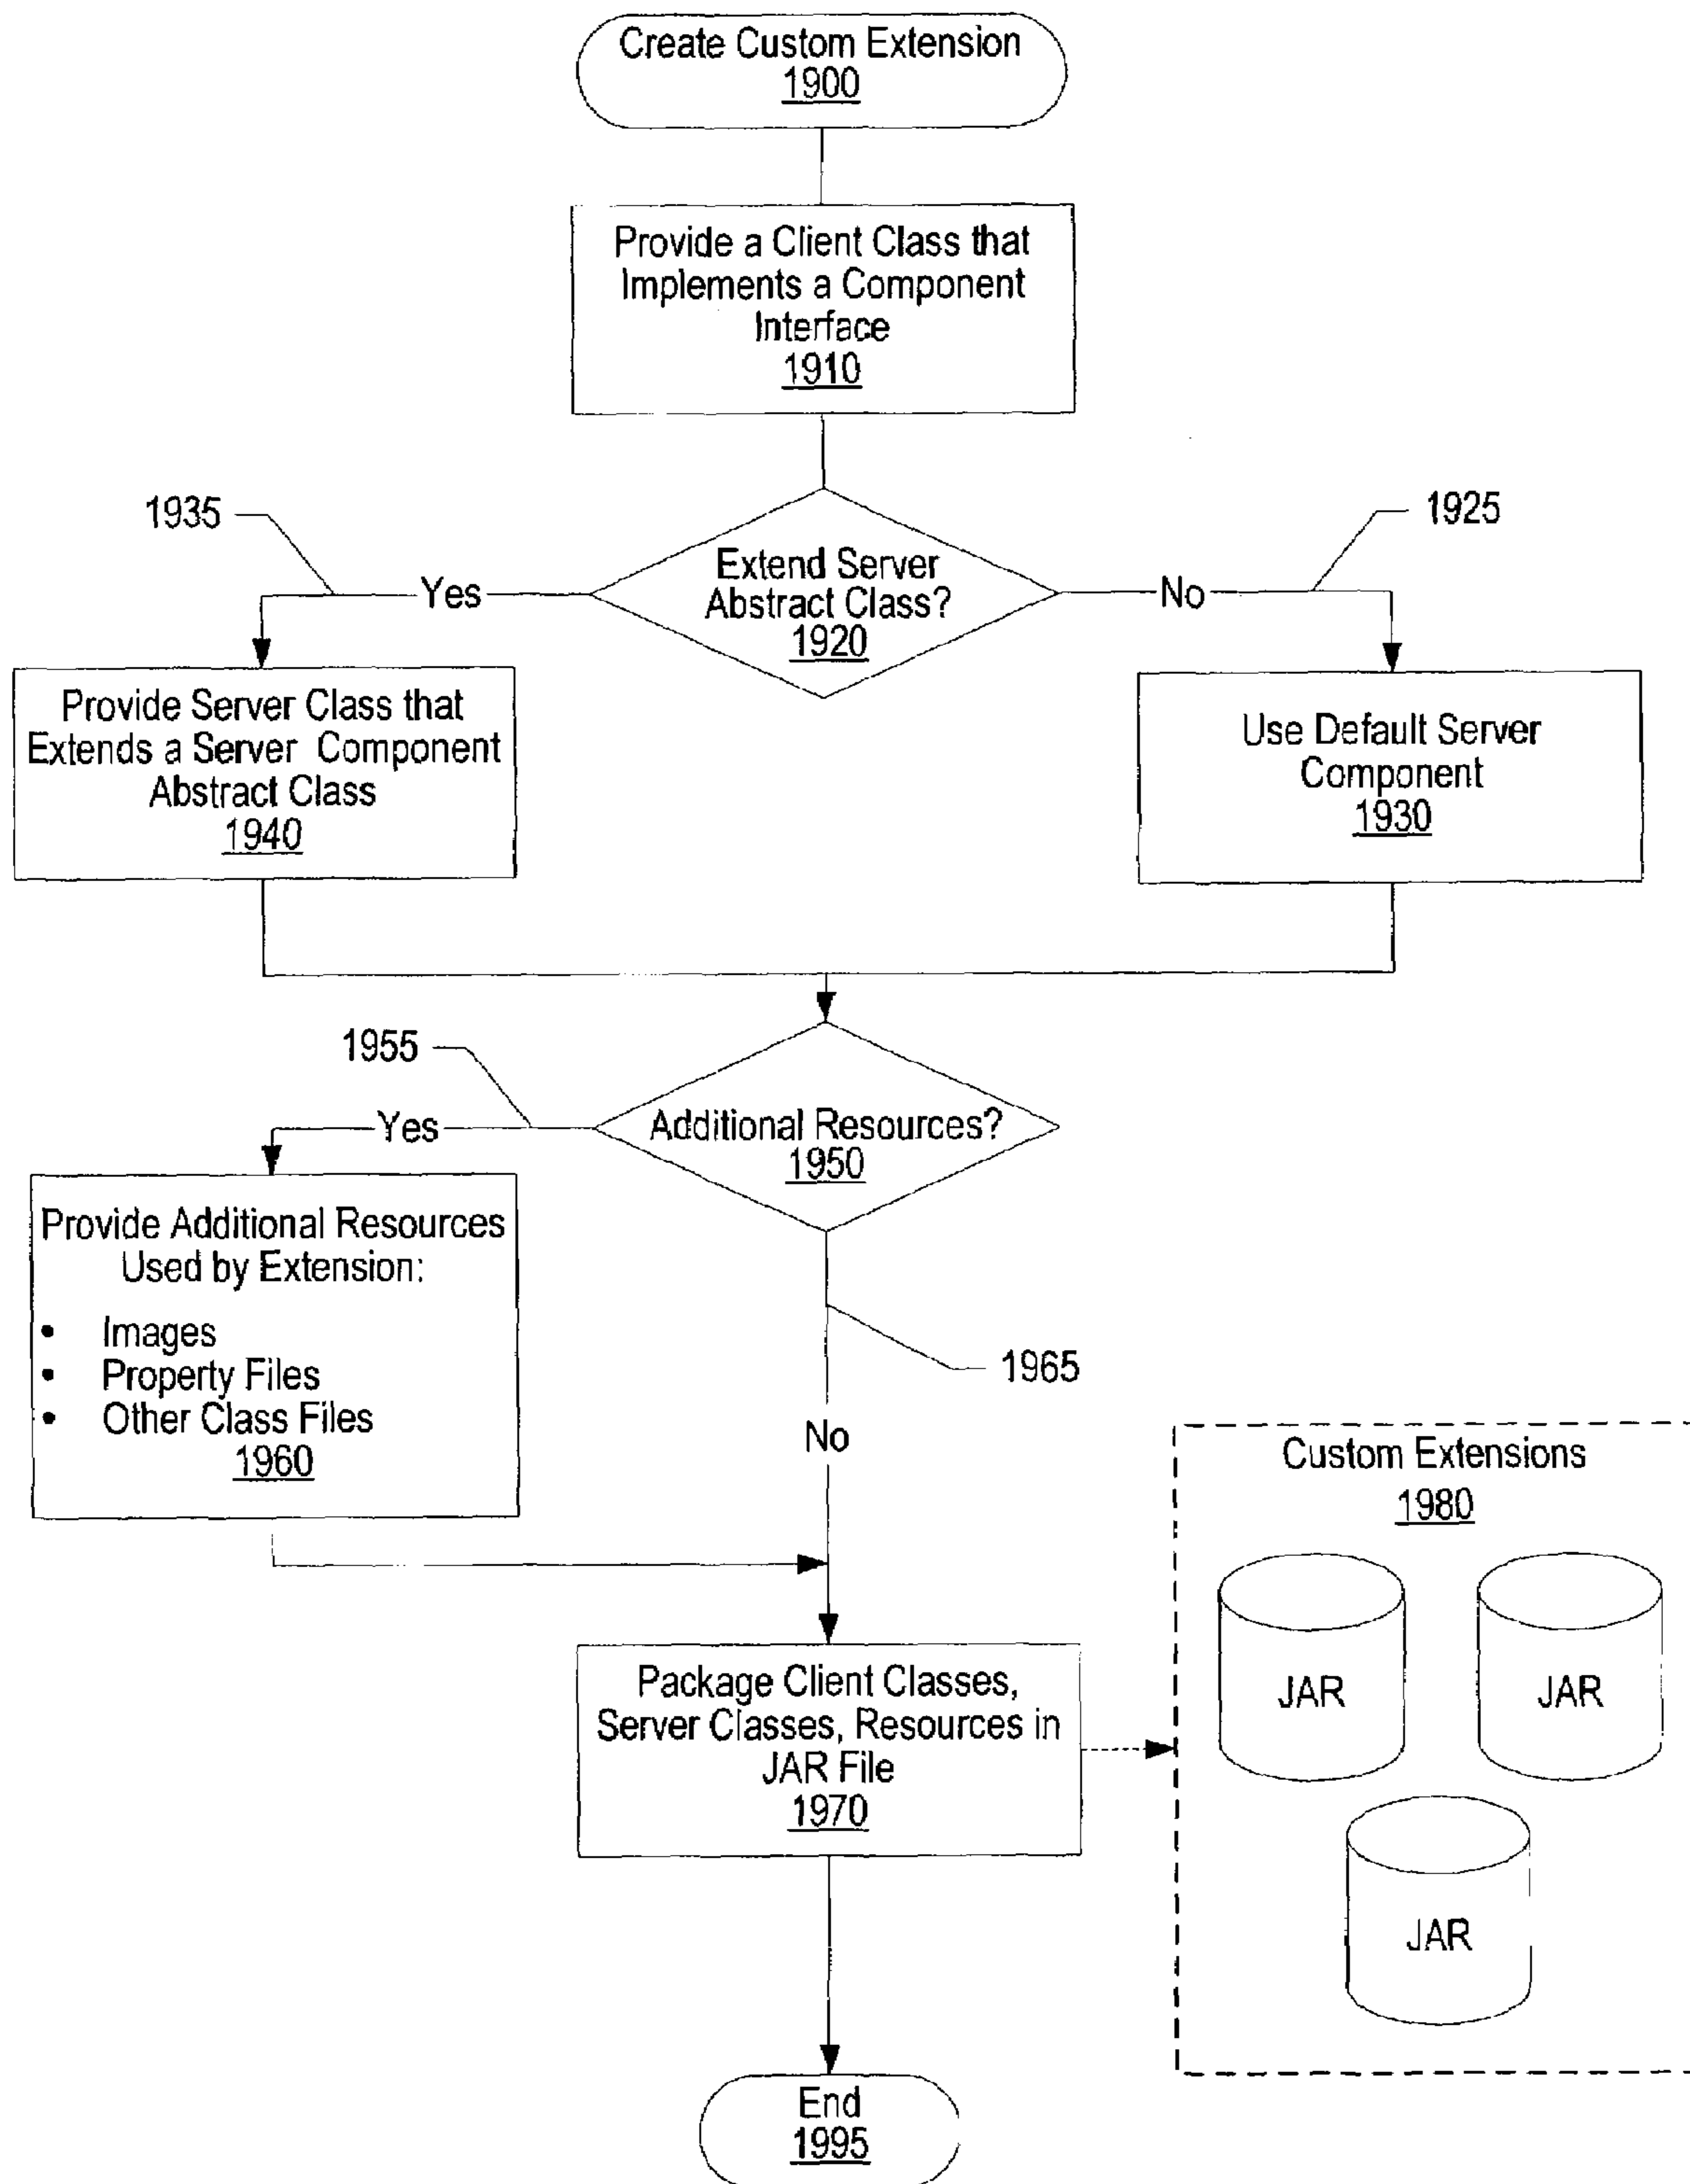 Create Custom Extension
1900
Provide a Client Class that
Implements a Component
Interface
1910
1935
1925
Extend Server
Abstract Class?
1920
Yes
No
Provide Server Class that
Extends a Server Component
Abstract Class
1940
Use Default Server
Component
1930
1955
Additional Resources?
1950
Yes
Provide Additional Resources
Used by Extension:
• Images
• Property Files
• Other Class Files
1960
1965
No
Custom Extensions
1980
JAR
JAR
JAR
Package Client Classes,
Server Classes, Resources in
JAR File
1970
End
1995